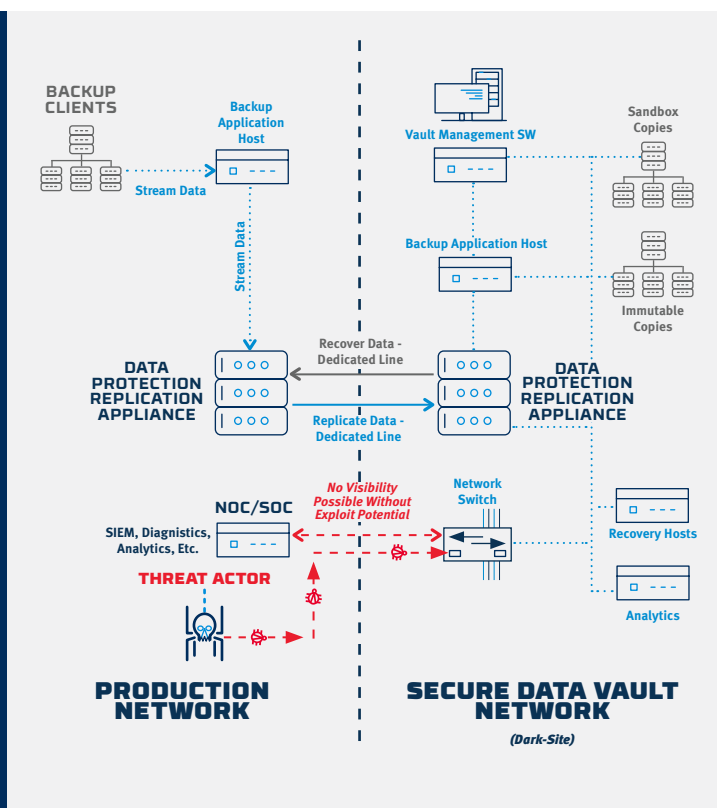 BACKUP
CLIENTS
Backup
Application
Host
Stream Data
Stream Data
Vault Management SW
Sandbox
Copies
Backup Application Host
Immutable
Copies
DATA
PROTECTION
REPLICATION
APPLIANCE
Recover Data -
Dedicated Line
Replicate Data -
Dedicated Line
DATA
PROTECTION
REPLICATION
APPLIANCE
No Visibility
Possible Without
Exploit Potential
Network
Switch
NOC/SOC
SIEM, Diagnostics,
Analytics, Etc.
Recovery Hosts
THREAT ACTOR
Analytics
PRODUCTION
NETWORK
SECURE DATA VAULT
NETWORK
(Dark-Site)